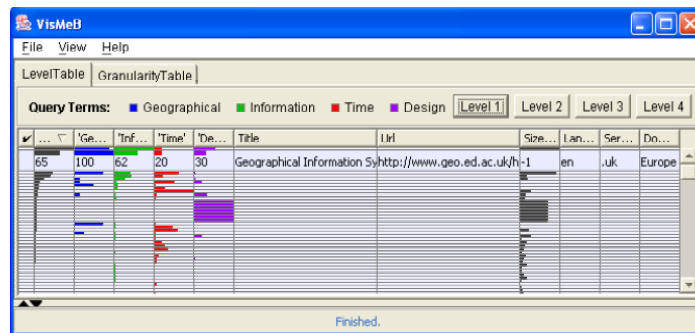 VisMeB
File View Help
LevelTable GranularityTable
Query Terms: Geographical Information Time Design Level 1 Level 2 Level 3 Level 4
... 'Ge... 'Inf... 'Time' 'De... Title Url Size... Lan... Ser... Do...
65 100 62 20 30 Geographical Information Sy http://www.geo.ed.ac.uk/h -1 en .uk Europe
Finished.